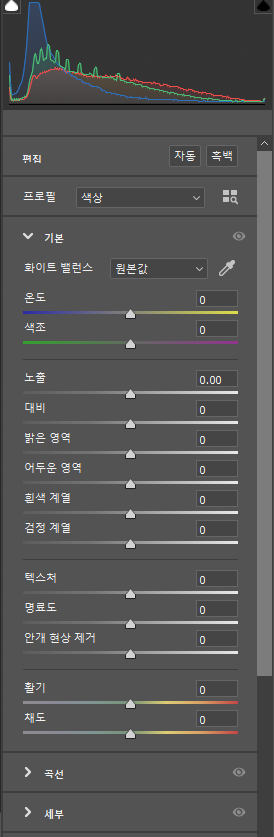 편집 자동 흑백
프로필 색상
기본
화이트 밸런스 원본값
온도 0
색조 0
노출 0.00
대비 0
밝은 영역 0
어두운 영역 0
흰색 계열 0
검정 계열 0
텍스처 0
명료도 0
안개 현상 제거 0
활기 0
채도 0
곡선
세부